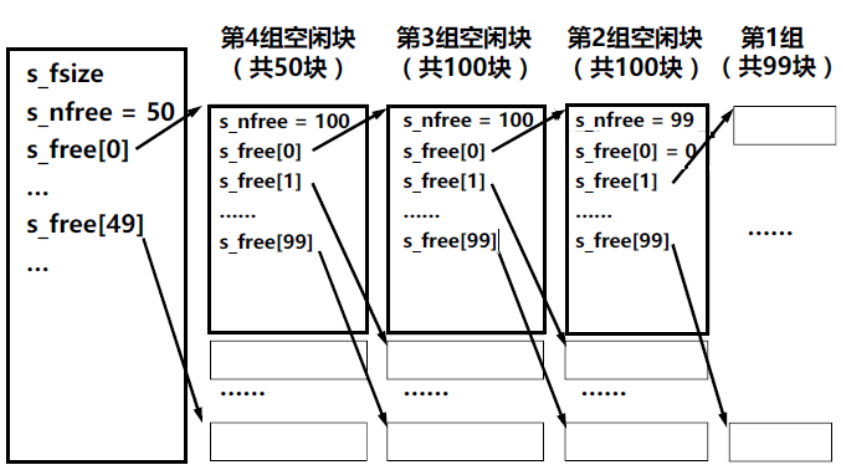 s_fsize
s_nfree = 50
s_free[0]
...
s_free[49]
...
第4组空闲块
（共50块）
s_nfree = 100
s_free[0]
s_free[1]
......
s_free[99]
......
第3组空闲块
（共100块）
s_nfree = 100
s_free[0]
s_free[1]
......
s_free[99]
......
第2组空闲块
（共100块）
s_nfree = 99
s_free[0] = 0
s_free[1]
......
s_free[99]
......
第1组
（共99块）
......